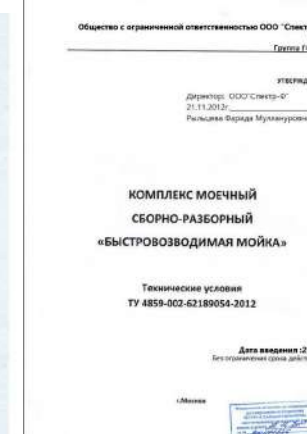 Общество с ограниченной ответственностью ООО "Спект
Группа Г
УТВЕРЖД
Директор: ООО"Спектр-Ф"
21.11.2012г.
Рыльцева Фарида Муллануровн
КОМПЛЕКС МОЕЧНЫЙ
СБОРНО-РАЗБОРНЫЙ
«БЫСТРОВОЗВОДИМАЯ МОЙКА»
Технические условия
ТУ 4859-002-62189054-2012
Дата введения :2
Без ограничения срока дейст
г.Москва